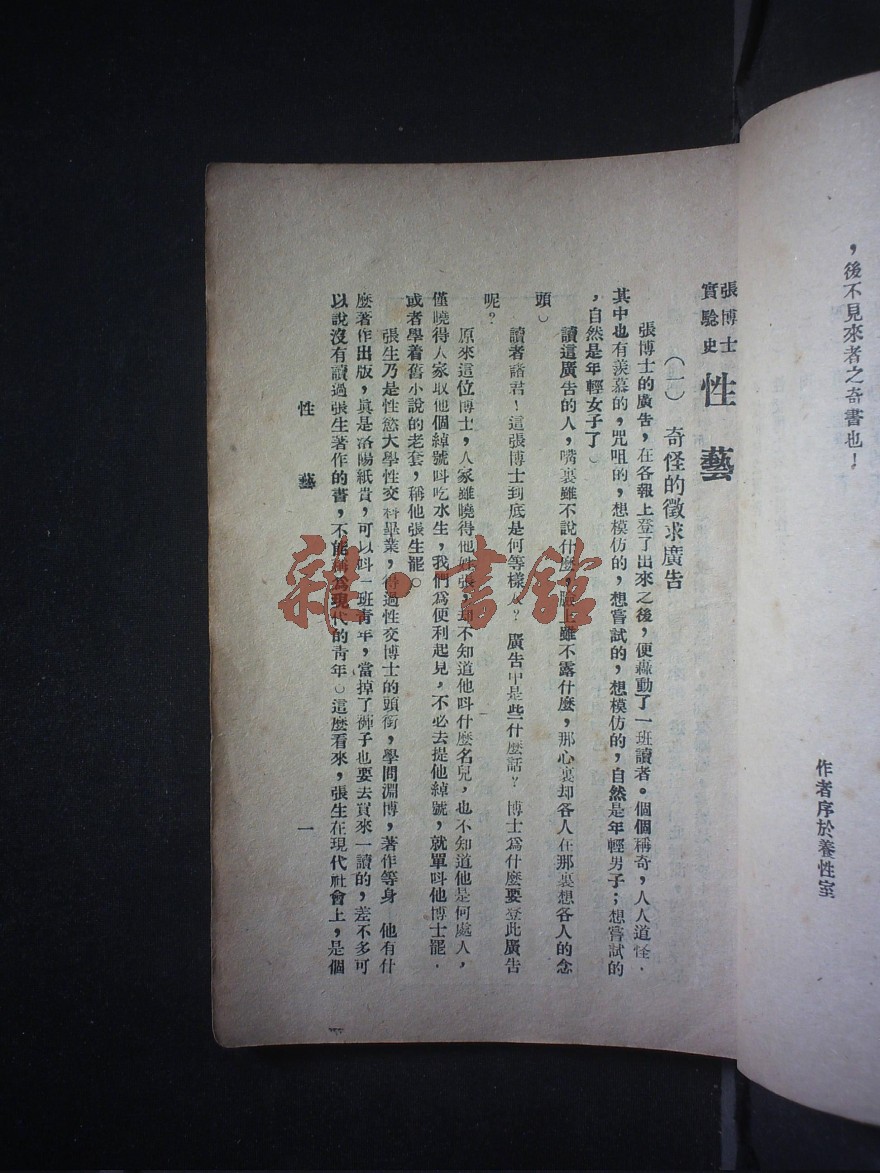 ，後不見來者之奇書也！
作者序於養性室
張博士
實驗史
性藝
（一）奇怪的徵求廣告
張博士的廣告，在各報上登了出來之後，便轟動了一班讀者。個個稱奇，人人道怪．
其中也有羨慕的，咒咀的，想模仿的，想嘗試的，想模仿的，自然是年輕男子；想嘗試的
，自然是年輕女子了。
讀這廣告的人，嘴裏雖不說什麼，臉上雖不露什麼，那心裏却各人在那裏想各人的念
頭。
讀者諸君！這張博士到底是何等樣人？廣告中是些什麼話？博士爲什麼要登此廣告
呢？
原來這位博士，人家雖曉得他姓張，却不知道他呌什麼名兒，也不知道他是何處人，
僅曉得人家取他個綽號呌吃水生，我們爲便利起見，不必去提他綽號，就單呌他博士罷．
或者學着舊小說的老套，稱他張生罷。
張生乃是性慾大學性交科畢業，得過性交博士的頭銜，學問淵博，著作等身　他有什
麼著作出版，眞是洛陽紙貴，可以呌一班靑年，當掉了褲子也要去買來一讀的，差不多可
以說沒有讀過張生著作的書，不能稱爲現代的靑年。這麼看來，張生在現代社會上，是個
性藝
一
雜·書館